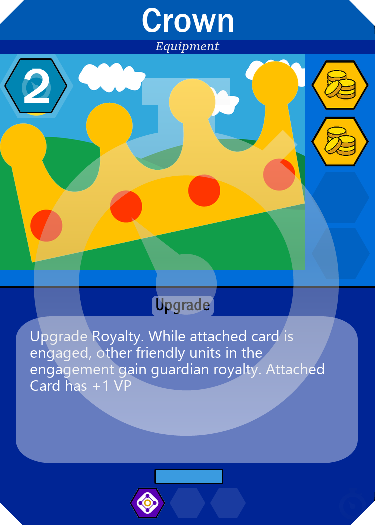 Crown
Equipment
2
Upgrade
Upgrade Royalty. While attached card is
engaged, other friendly units in the
engagement gain guardian royalty. Attached
Card has +1 VP